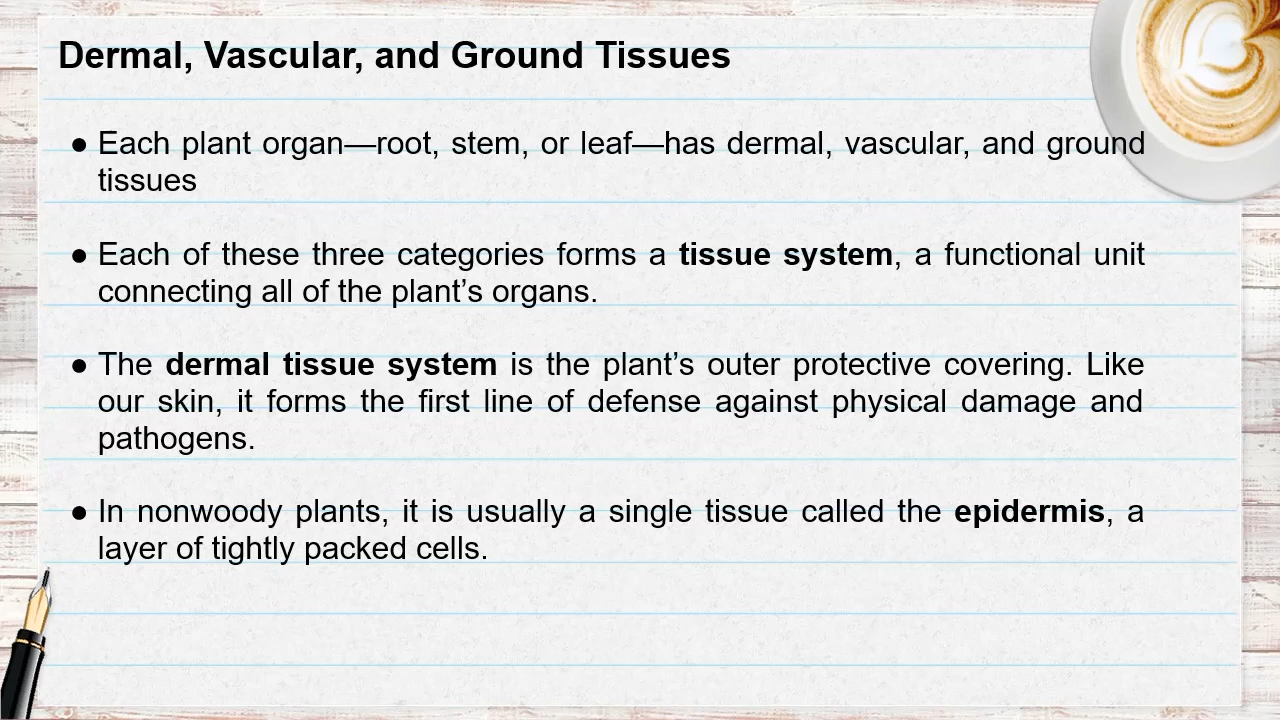 Dermal, Vascular, and Ground Tissues
● Each plant organ—root, stem, or leaf—has dermal, vascular, and ground
tissues
● Each of these three categories forms a tissue system, a functional unit
connecting all of the plant’s organs.
● The dermal tissue system is the plant’s outer protective covering. Like
our skin, it forms the first line of defense against physical damage and
pathogens.
● In nonwoody plants, it is usually a single tissue called the epidermis, a
layer of tightly packed cells.